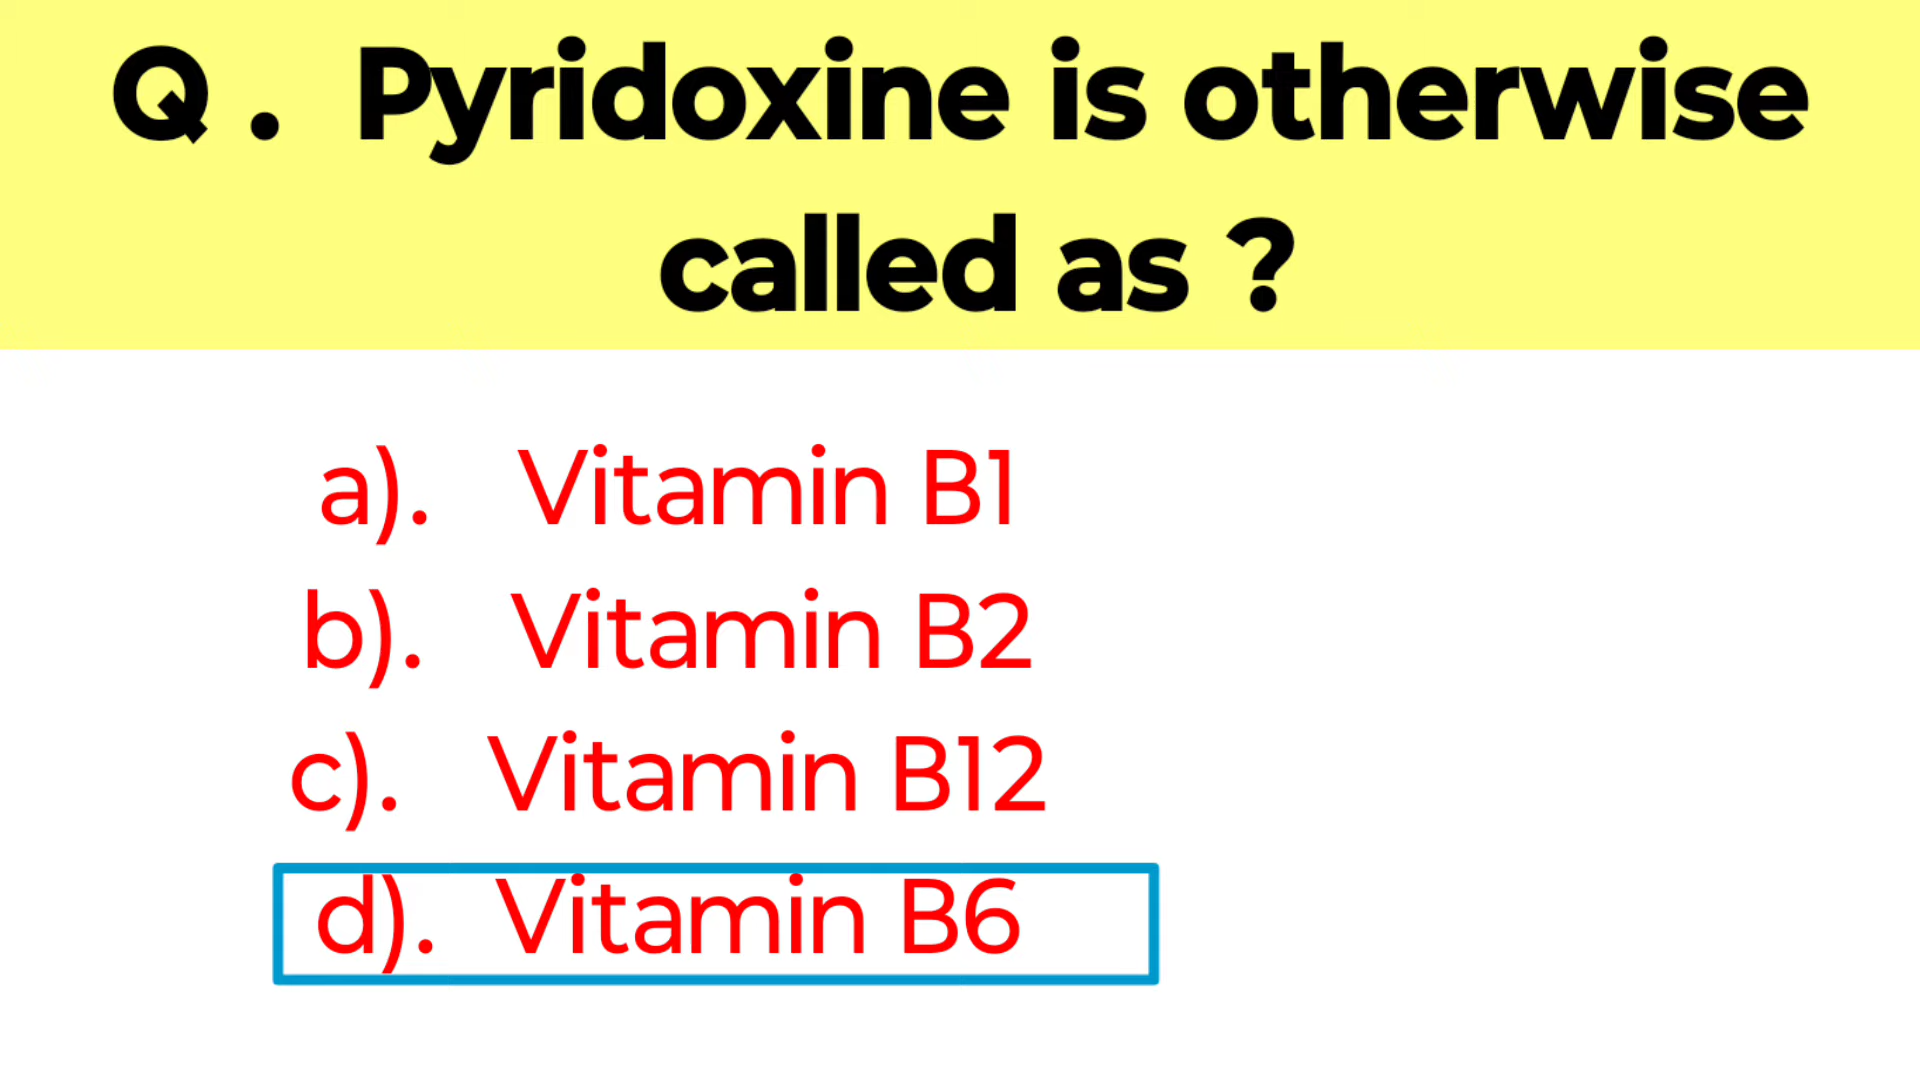 Q . Pyridoxine is otherwise
called as ?
a). Vitamin B1
b). Vitamin B2
c). Vitamin B12
d). Vitamin B6